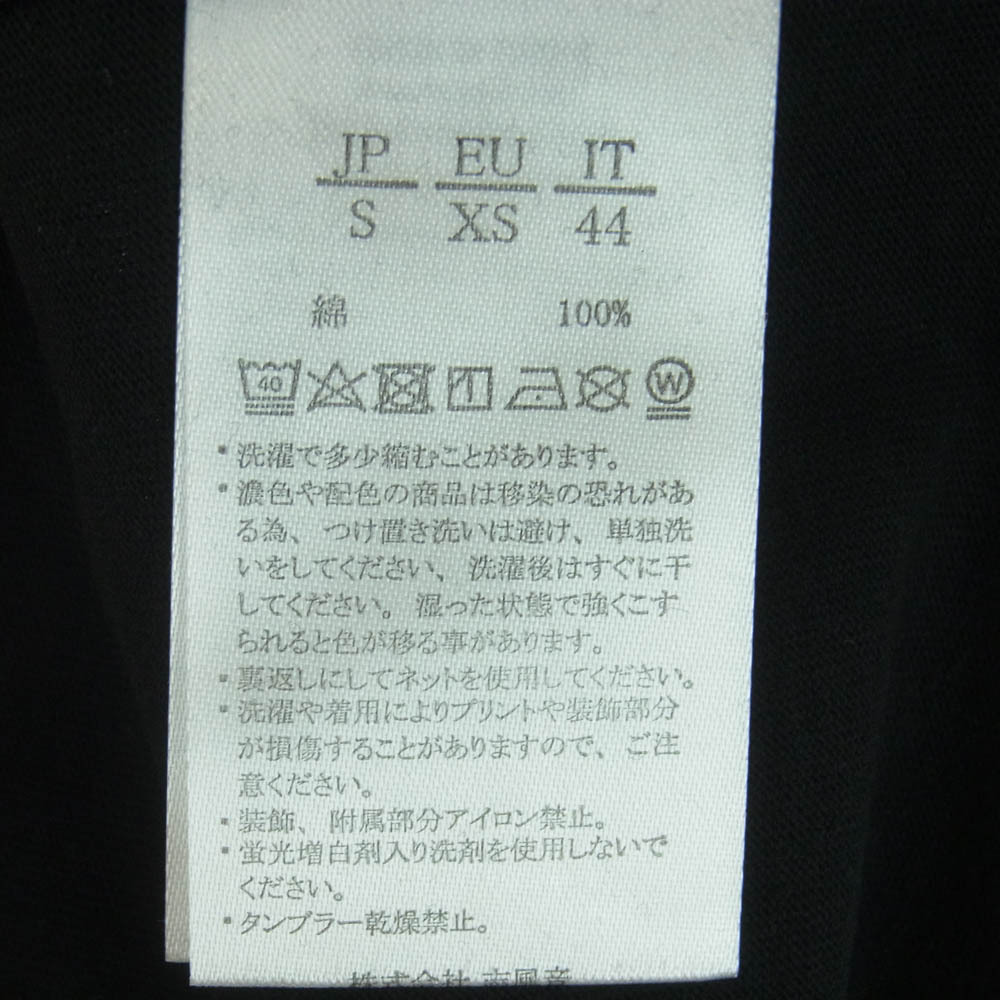 JP EU IT
S XS 44
綿 100%
40 W
・洗濯で多少縮むことがあります。
・濃色や配色の商品は移染の恐れがあ
る為、つけ置き洗いは避け、単独洗
いをしてください、洗濯後はすぐに干
してください。湿った状態で強くこす
られると色が移る事があります。
・裏返しにしてネットを使用してください。
・洗濯や着用によりプリントや装飾部分
が損傷することがありますので、ご注
意ください。
・装飾、附属部分アイロン禁止。
・蛍光増白剤入り洗剤を使用しないで
ください。
・タンブラー乾燥禁止。
株式会社